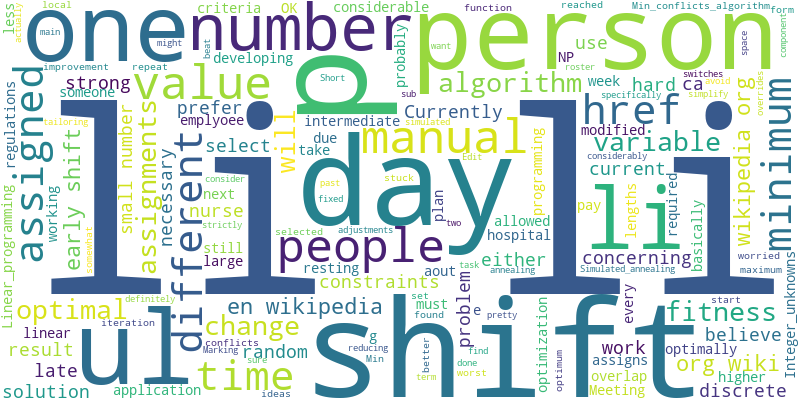 local
reached
Min_conflicts_algorithm
form
actually
less
main
one
number
criteria
OK
considerable
function
might
beat
want
person
space
component
improvement
repeat
developing
probably
use
NP
roster
switches
avoid
sub
specifically
simplify
overrides
regulations
assigned
strong
someone
value
p
Short
algorithm
week
hard
ca
tailoring
small number
assignments
prefer
employee
select
will
due
take
Currently
intermediate
simulated
manual
programming
modified
variable
href
wikipedia org
minimum
li
li li
day
Edit
considerably
early shift
working
necessary
different
nurse
next
still
large
consider
strictly
past
fixed
stuck
plan
two
selected
adjustments
people
resting
constraints
aout
hospital
allowed
either
pay
lengths
current
required
basically
concerning
worried
maximum
Linear_programming
somewhat
definitely
task
annealing
Simulated_annealing
start
Integer_unknowns
optimal
ul
en wikipedia
change
time
set
must
found
problem
e
g
shift
optimization
every
fitness
believe
linear
iteration
result
late
random
conflicts
Marking
reducing
Min
better
pretty
find
done
worst
optimum
work
assigns
optimally
overlap
Meeting
org wiki
higher
discrete
solution
application
sure
ideas
term